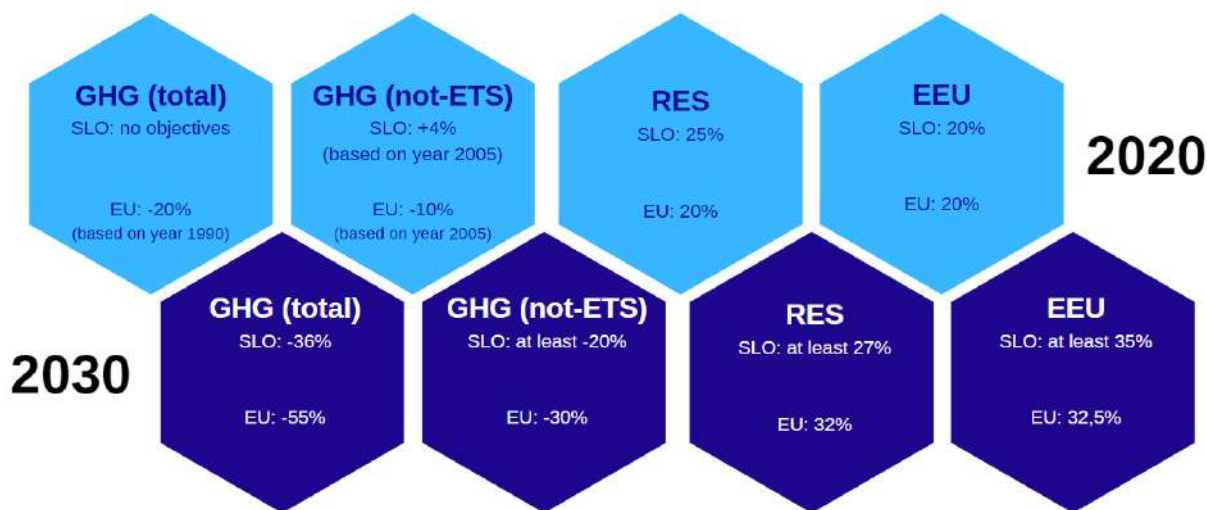 GHG (total)
SLO: no objectives
EU: -20%
(based on year 1990)
GHG (not-ETS)
SLO: +4%
(based on year 2005)
EU: -10%
(based on year 2005)
RES
SLO: 25%
EU: 20%
EEU
SLO: 20%
EU: 20%
2020
2030
GHG (total)
SLO: -36%
EU: -55%
GHG (not-ETS)
SLO: at least -20%
EU: -30%
RES
SLO: at least 27%
EU: 32%
EEU
SLO: at least 35%
EU: 32,5%